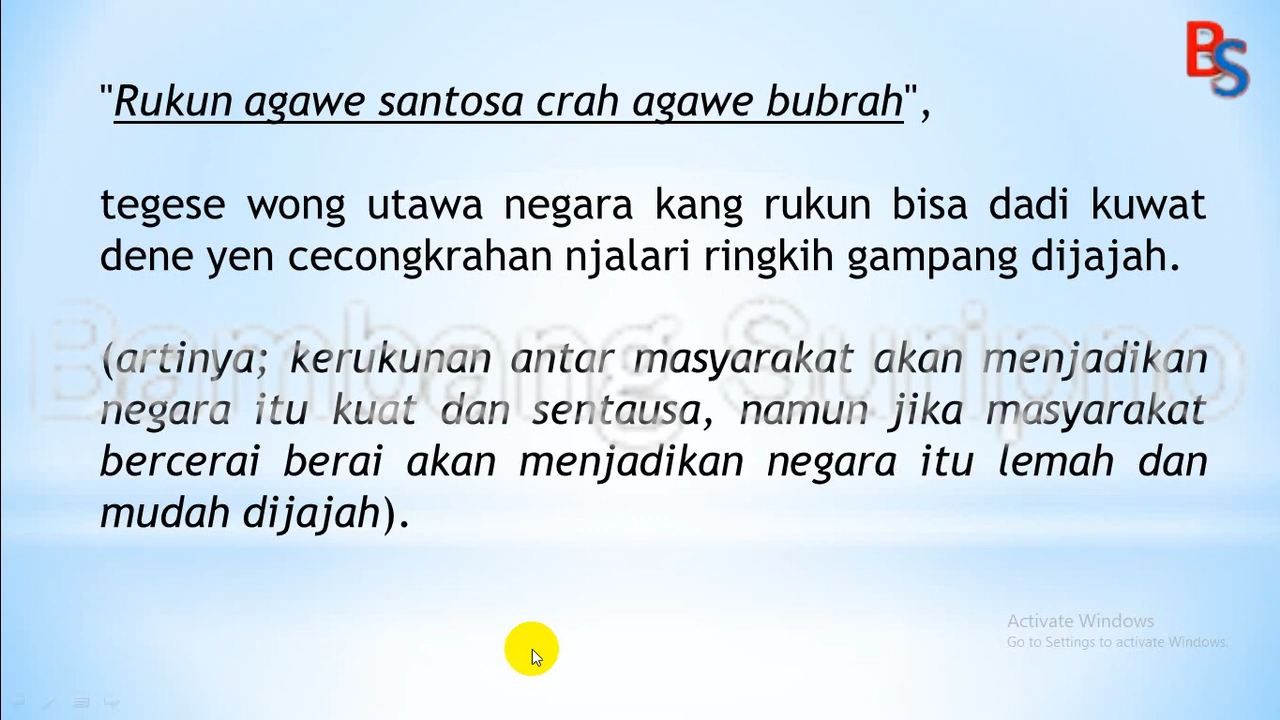 BS
"Rukun agawe santosa crah agawe bubrah",
tegese wong utawa negara kang rukun bisa dadi kuwat
dene yen cecongkrahan njalari ringkih gampang dijajah.
Bambang Suripno
(artinya; kerukunan antar masyarakat akan menjadikan
negara itu kuat dan sentausa, namun jika masyarakat
bercerai berai akan menjadikan negara itu lemah dan
mudah dijajah).
Activate Windows
Go to Settings to activate Windows.